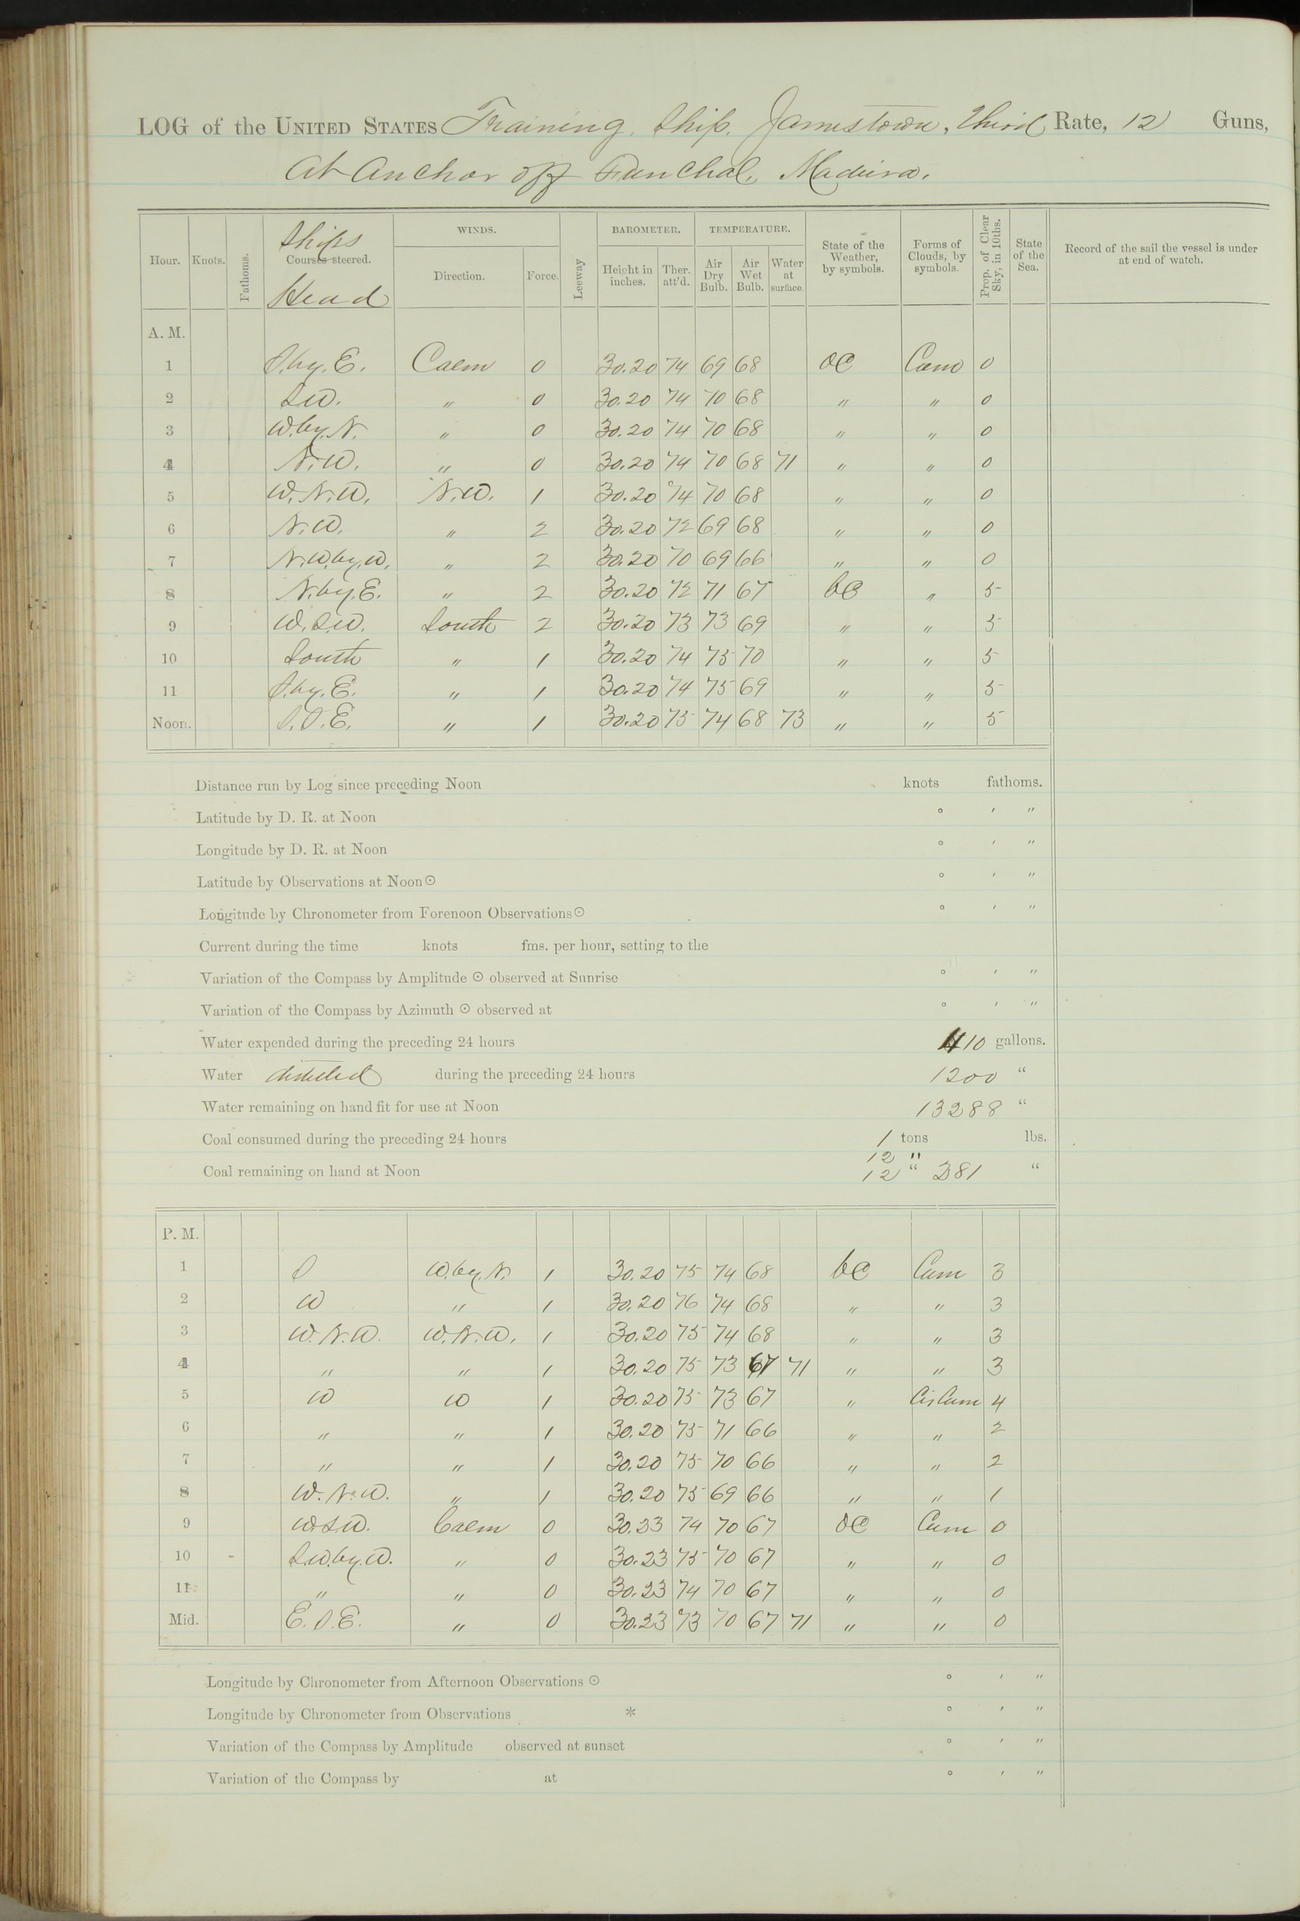 LOG of the UNITED STATES Training Ship Jamestown, Third Rate, 12 Guns,
At Anchor off Funchal, Madeira.
Hour. Knots. Fathoms. Ships Courses steered. Head WINDS. Direction. Force. Leeway BAROMETER. Height in inches. Ther. att'd. TEMPERATURE. Air Dry Bulb. Air Wet Bulb. Water at surface. State of the Weather, by symbols. Forms of Clouds, by symbols. Prop. of Clear Sky, in 10ths. State of the Sea. Record of the sail the vessel is under at end of watch.
A. M.
1 S.by.E. Calm 0 30.20 74 69 68 oc Cum 0
2 S.W. " 0 30.20 74 70 68 " " 0
3 W.by.N. " 0 30.20 74 70 68 " " 0
4 N.W. " 0 30.20 74 70 68 71 " " 0
5 W.N.W. N.W. 1 30.20 74 70 68 " " 0
6 N.W. " 2 30.20 72 69 68 " " 0
7 N.W.by.W. " 2 30.20 70 69 66 " " 0
8 N.by.E. " 2 30.20 72 71 67 bc " 5
9 W.S.W. South 2 30.20 73 73 69 " " 5
10 South " 1 30.20 74 75 70 " " 5
11 S.by.E. " 1 30.20 74 75 69 " " 5
Noon. S.S.E. " 1 30.20 75 74 68 73 " " 5
Distance run by Log since preceding Noon knots fathoms.
Latitude by D. R. at Noon ° ' "
Longitude by D. R. at Noon ° ' "
Latitude by Observations at Noon ☉ ° ' "
Longitude by Chronometer from Forenoon Observations ☉ ° ' "
Current during the time knots fms. per hour, setting to the
Variation of the Compass by Amplitude ☉ observed at Sunrise ° ' "
Variation of the Compass by Azimuth ☉ observed at ° ' "
Water expended during the preceding 24 hours 410 gallons.
Water distilled during the preceding 24 hours 1200 "
Water remaining on hand fit for use at Noon 13288 "
Coal consumed during the preceding 24 hours 1 tons lbs.
12 "
Coal remaining on hand at Noon 12 " 381 "
P. M.
1 S W.by.N. 1 30.20 75 74 68 bc Cum 3
2 W " 1 30.20 76 74 68 " " 3
3 W.N.W. W.N.W. 1 30.20 75 74 68 " " 3
4 " " 1 30.20 75 73 67 71 " " 3
5 W W 1 30.20 75 73 67 " Cir Cum 4
6 " " 1 30.20 75 71 66 " " 2
7 " " 1 30.20 75 70 66 " " 2
8 W.N.W. " 1 30.20 75 69 66 " " 1
9 W.S.W. Calm 0 30.23 74 70 67 oc Cum 0
10 S.W.by.W. " 0 30.23 75 70 67 " " 0
11 " " 0 30.23 74 70 67 " " 0
Mid. E.S.E. " 0 30.23 73 70 67 71 " " 0
Longitude by Chronometer from Afternoon Observations ☉ ° ' "
Longitude by Chronometer from Observations * ° ' "
Variation of the Compass by Amplitude observed at sunset ° ' "
Variation of the Compass by at ° ' "